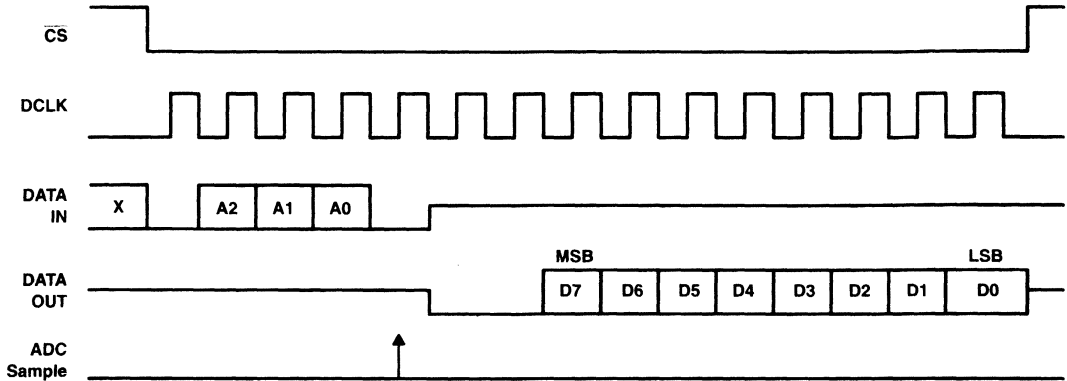 CS
DCLK
DATA
IN
X
A2 A1 A0
MSB LSB
DATA
OUT
D7 D6 D5 D4 D3 D2 D1 D0
ADC
Sample